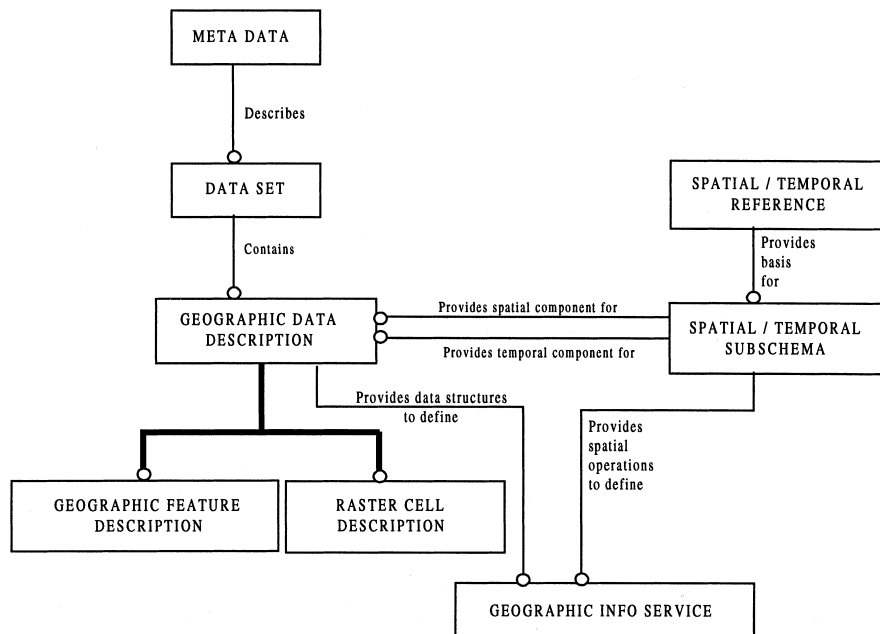 META DATA
Describes
DATA SET
Contains
SPATIAL / TEMPORAL
REFERENCE
Provides
basis
for
GEOGRAPHIC DATA
DESCRIPTION
Provides spatial component for
Provides temporal component for
SPATIAL / TEMPORAL
SUBSCHEMA
Provides data structures
to define
Provides
spatial
operations
to define
GEOGRAPHIC FEATURE
DESCRIPTION
RASTER CELL
DESCRIPTION
GEOGRAPHIC INFO SERVICE